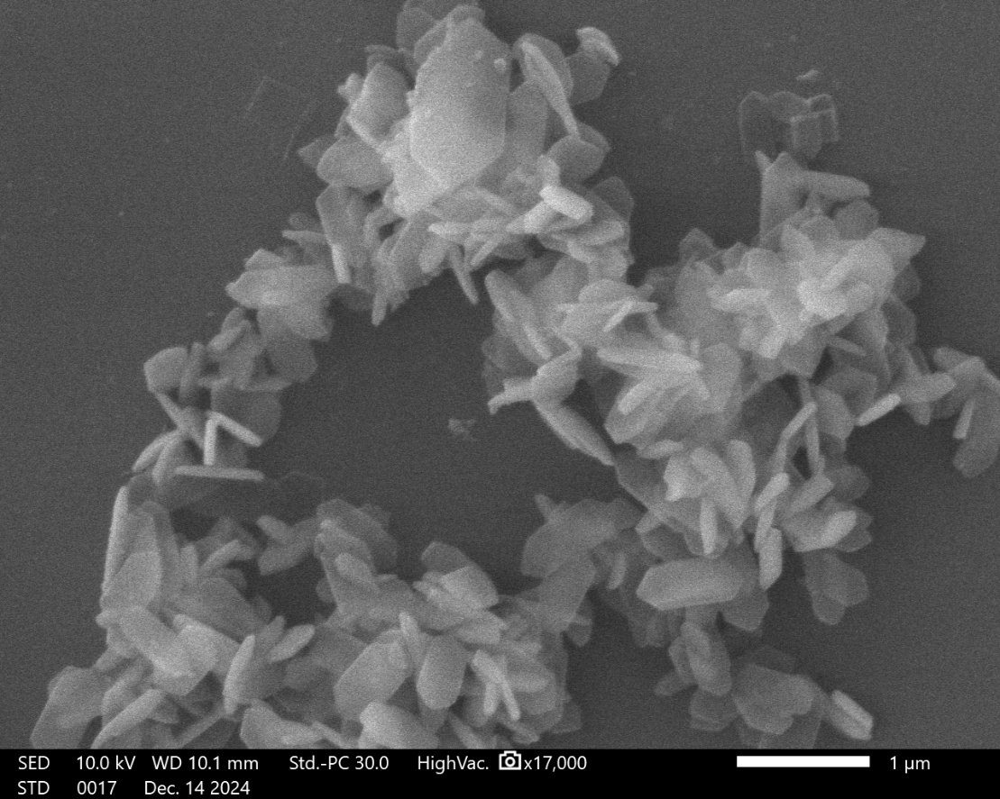 SED 10.0 kV WD 10.1 mm Std.-PC 30.0 HighVac. x17,000 1 µm
STD 0017 Dec. 14 2024